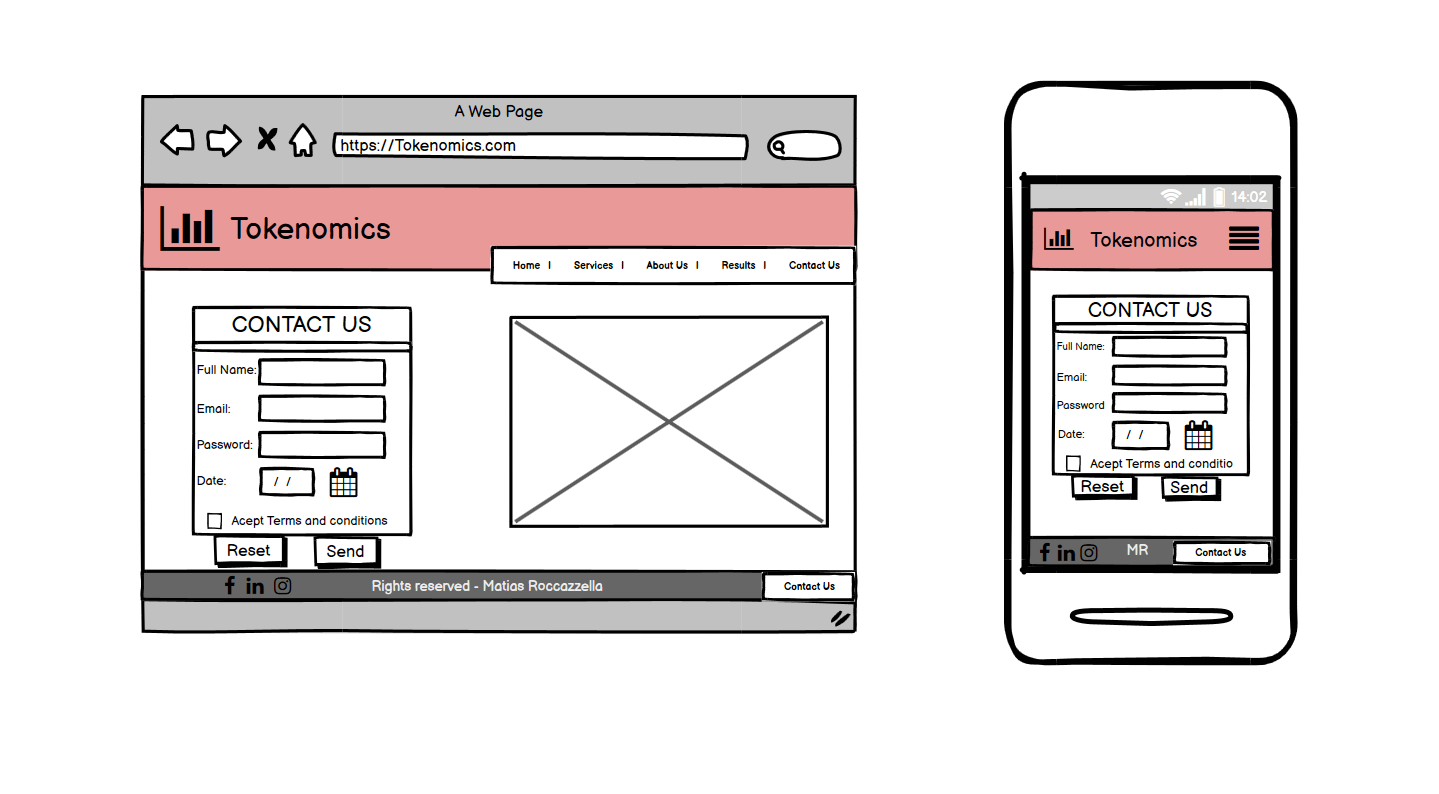 A Web Page
https://Tokenomics.com
Tokenomics
Home | Services | About Us | Results | Contact Us
CONTACT US
Full Name:
Email:
Password:
Date: / /
Acept Terms and conditions
Reset Send
Rights reserved - Matias Roccazzella
Contact Us
14:02
Tokenomics
CONTACT US
Full Name:
Email:
Password
Date: / /
Acept Terms and conditio
Reset Send
MR
Contact Us